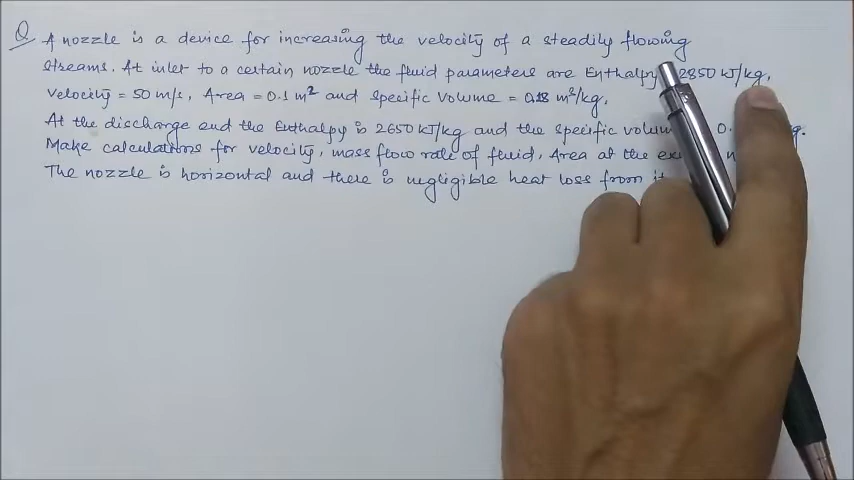 Q A nozzle is a device for increasing the velocity of a steadily flowing
streams. At inlet to a certain nozzle the fluid parameters are Enthalpy 2850 kJ/kg,
velocity = 50 m/s, Area = 0.1 m² and specific volume = 0.18 m³/kg,
At the discharge end the Enthalpy is 2650 kJ/kg and the specific
Make calculations for velocity, mass flow rate of fluid, Area at the
The nozzle is horizontal and there is negligible heat loss from it